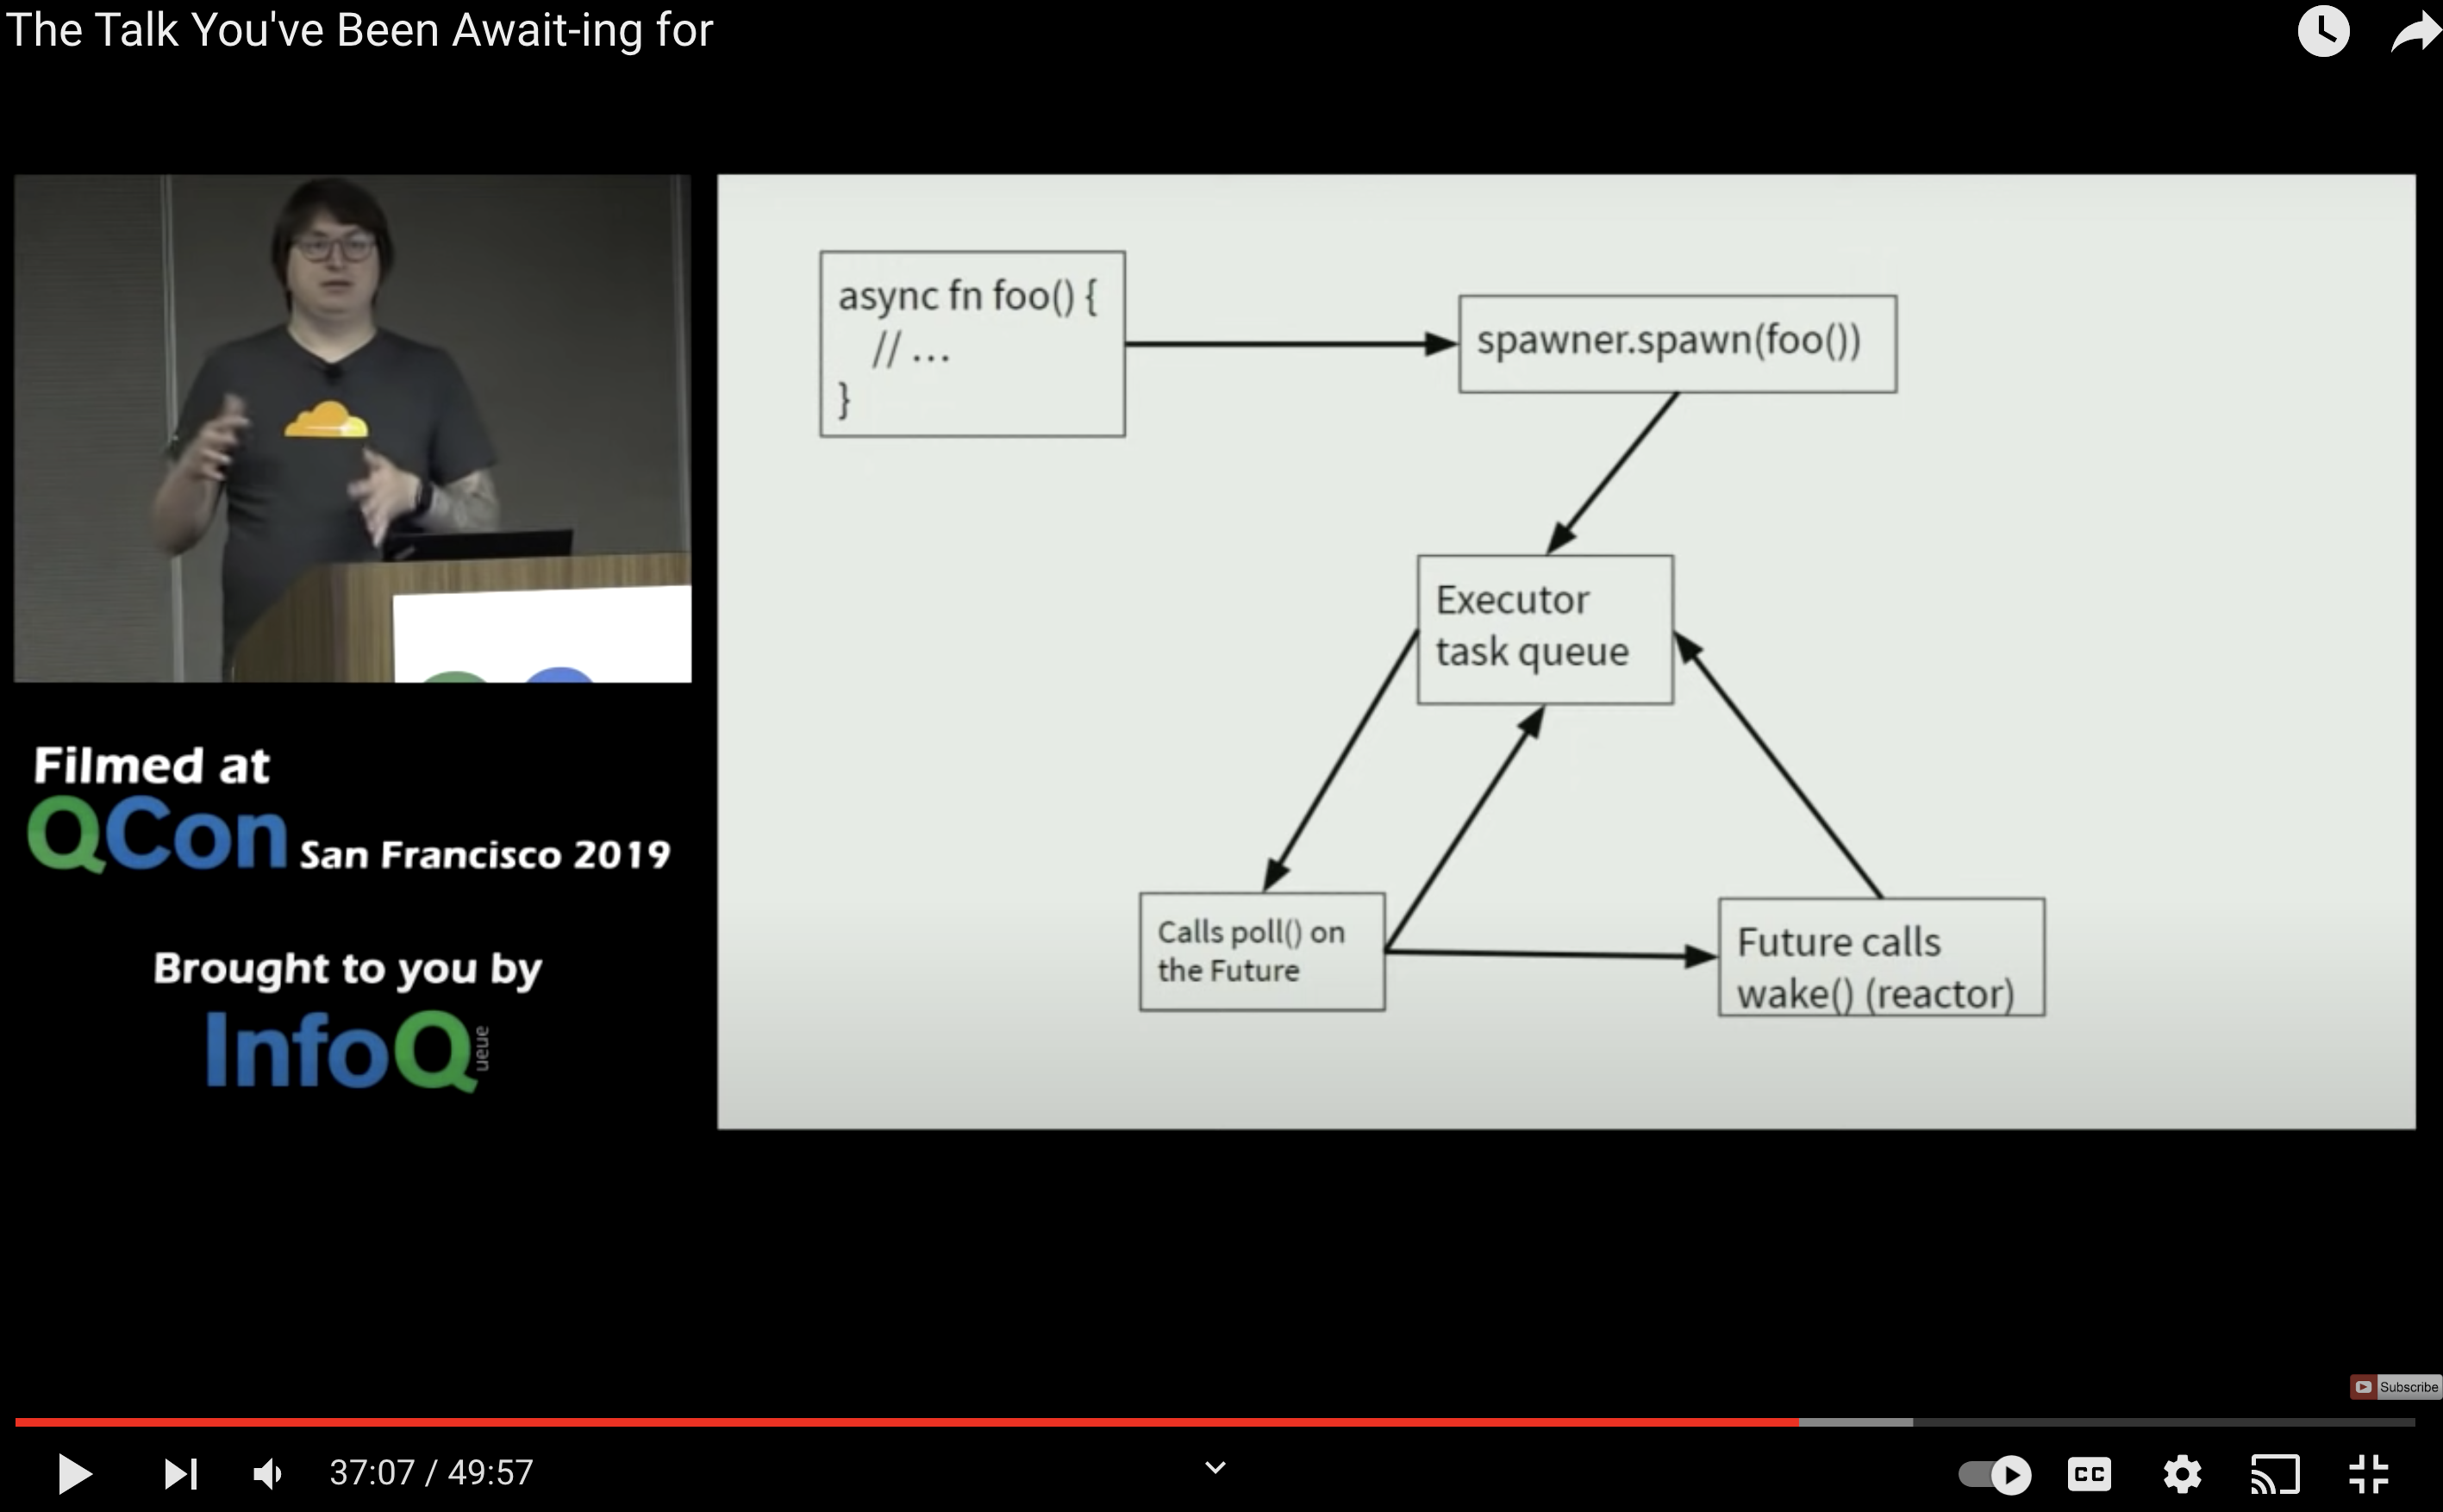 The Talk You've Been Await-ing for
async fn foo() {
// ...
}
spawner.spawn(foo())
Executor
task queue
Calls poll() on
the Future
Future calls
wake() (reactor)
Filmed at
QCon San Francisco 2019
Brought to you by
InfoQ
ueue
Subscribe
37:07 / 49:57
CC